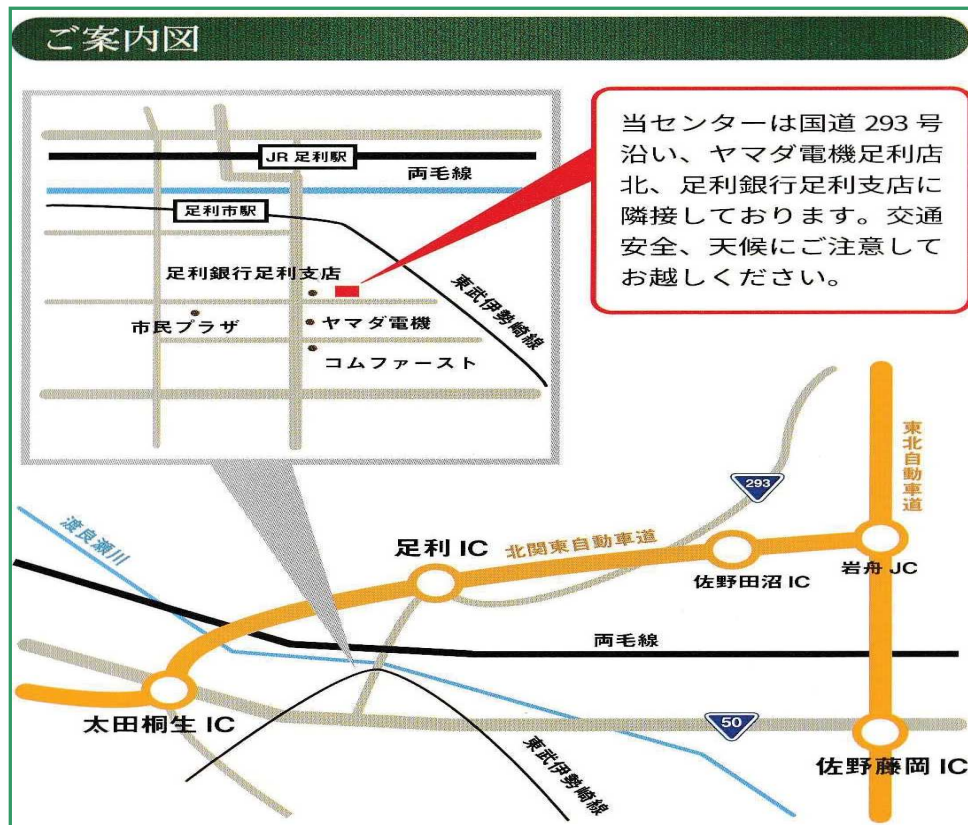 ご案内図
当センターは国道 293 号
沿い、ヤマダ電機足利店
北、足利銀行足利支店に
隣接しております。交通
安全、天候にご注意して
お越しください。
JR 足利駅
両毛線
足利市駅
足利銀行足利支店
東武伊勢崎線
市民プラザ
ヤマダ電機
コムファースト
東北自動車道
293
渡良瀬川
足利 IC
北関東自動車道
佐野田沼 IC
岩舟 JC
両毛線
太田桐生 IC
50
東武伊勢崎線
佐野藤岡 IC